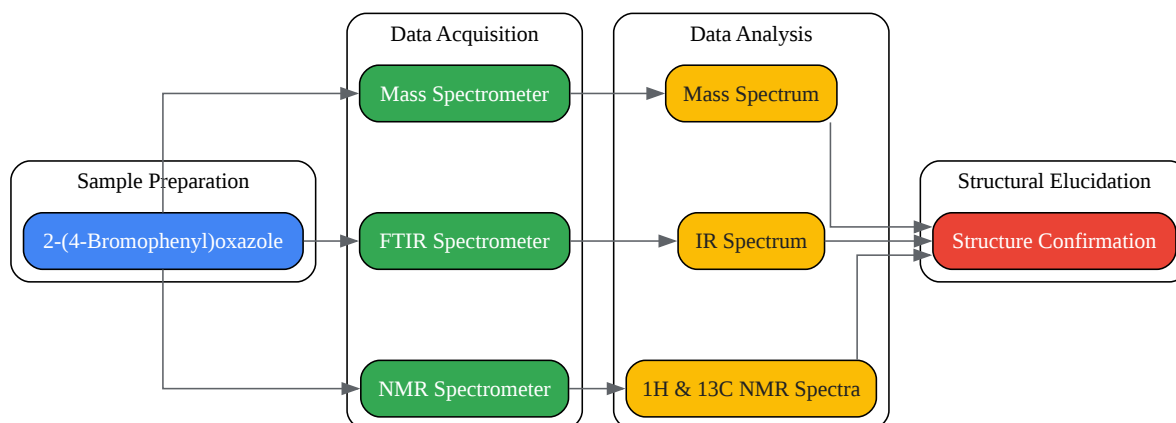 Data Acquisition
Data Analysis
Mass Spectrometer
Mass Spectrum
Sample Preparation
Structural Elucidation
2-(4-Bromophenyl)oxazole
FTIR Spectrometer
IR Spectrum
Structure Confirmation
NMR Spectrometer
1H & 13C NMR Spectra